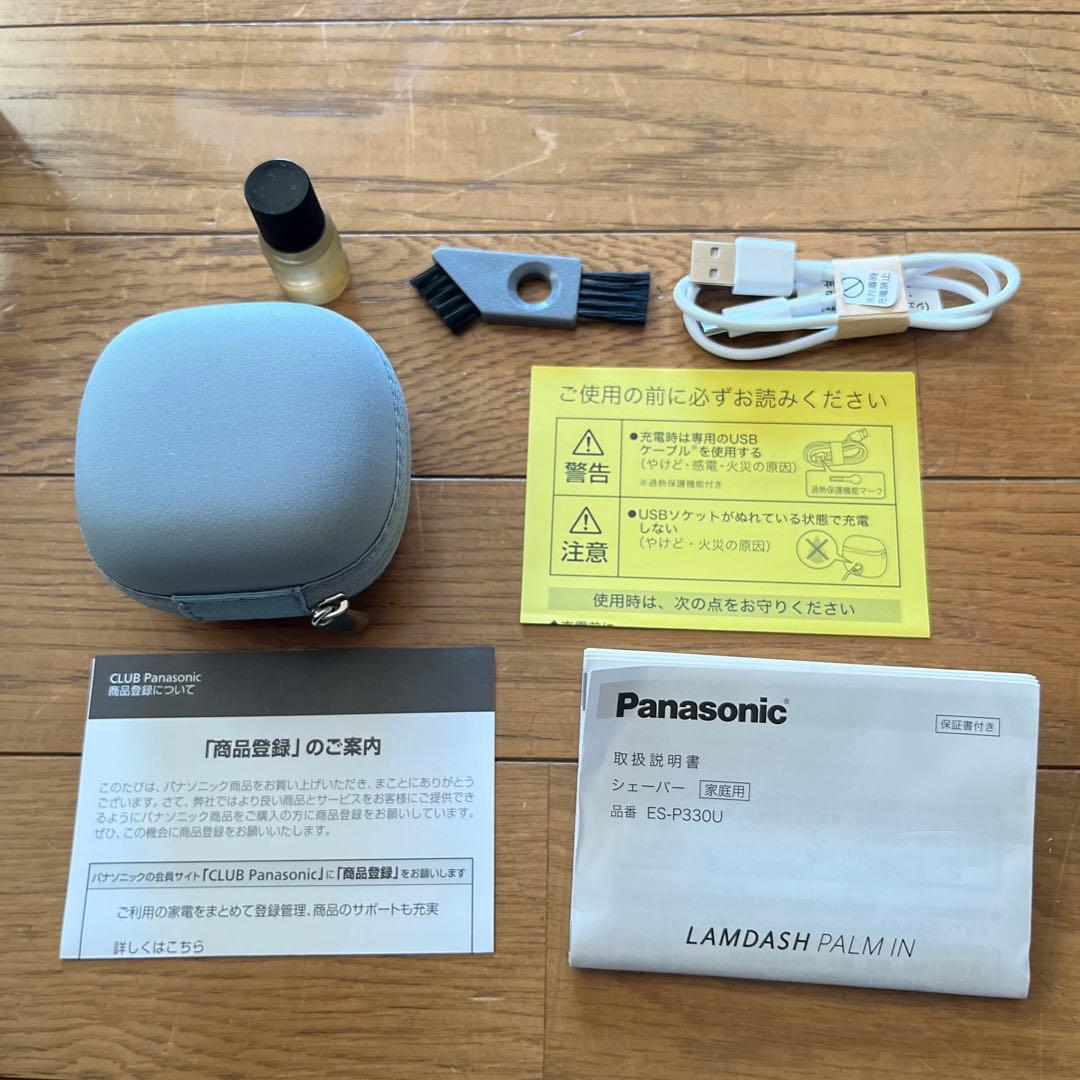 水付着時
充電禁止
ご使用の前に必ずお読みください
警告
●充電時は専用のUSB
ケーブル※を使用する
(やけど・感電・火災の原因)
※過熱保護機能付き
過熱保護機能マーク
注意
●USBソケットがぬれている状態で充電
しない
(やけど・火災の原因)
使用時は、次の点をお守りください
CLUB Panasonic
商品登録について
「商品登録」のご案内
このたびは、パナソニック商品をお買い上げいただき、まことにありがとう
ございます。さて、弊社ではより良い商品とサービスをお客様にご提供でき
るようにパナソニック商品をご購入の方に商品登録をお願いしています。
ぜひ、この機会に商品登録をお願いいたします。
パナソニックの会員サイト「CLUB Panasonic」に「商品登録」をお願いします
ご利用の家電をまとめて登録管理、商品のサポートも充実
詳しくはこちら
Panasonic®
保証書付き
取扱説明書
シェーバー 家庭用
品番 ES-P330U
LAMDASH PALM IN